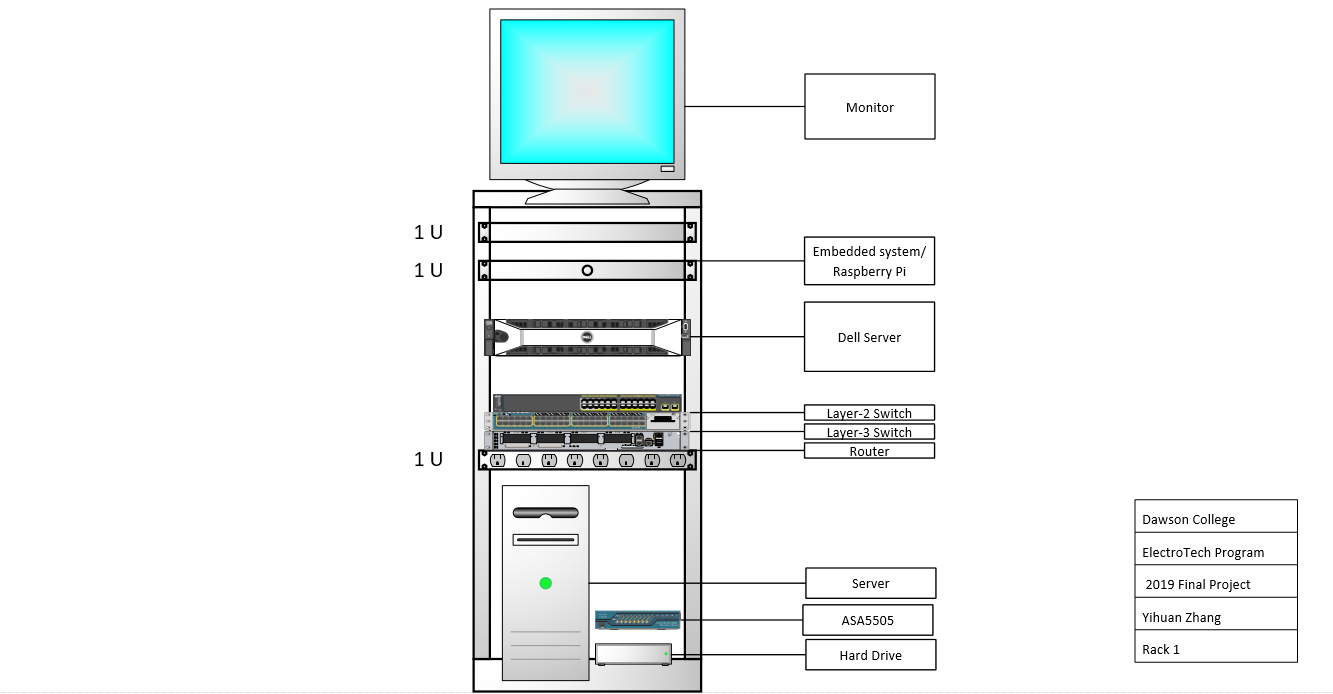 Monitor
1 U
1 U
Embedded system/
Raspberry Pi
Dell Server
Layer-2 Switch
Layer-3 Switch
Router
1 U
Server
ASA5505
Hard Drive
Dawson College
ElectroTech Program
2019 Final Project
Yihuan Zhang
Rack 1